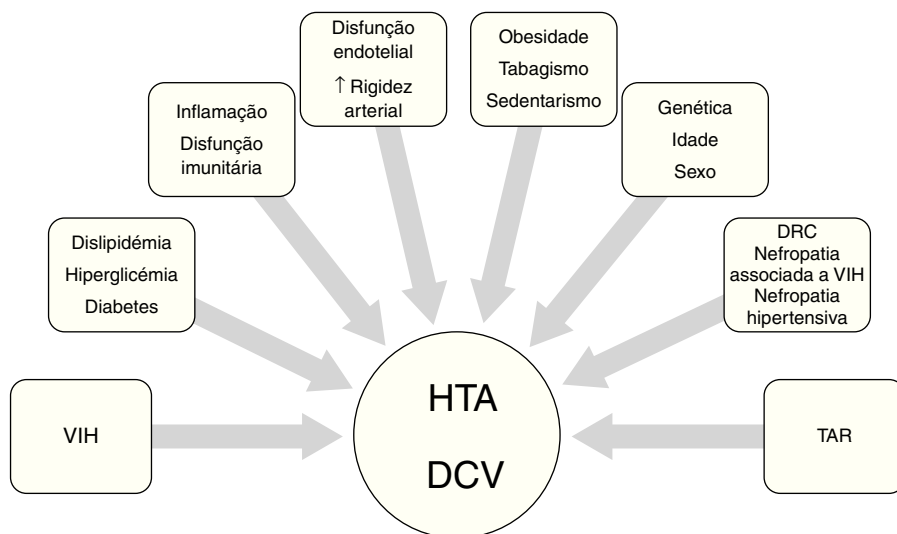 Disfunção
endotelial
↑ Rigidez
arterial
Obesidade
Tabagismo
Sedentarismo
Inflamação
Disfunção
imunitária
Genética
Idade
Sexo
Dislipidémia
Hiperglicémia
Diabetes
DRC
Nefropatia
associada a VIH
Nefropatia
hipertensiva
VIH
HTA
DCV
TAR